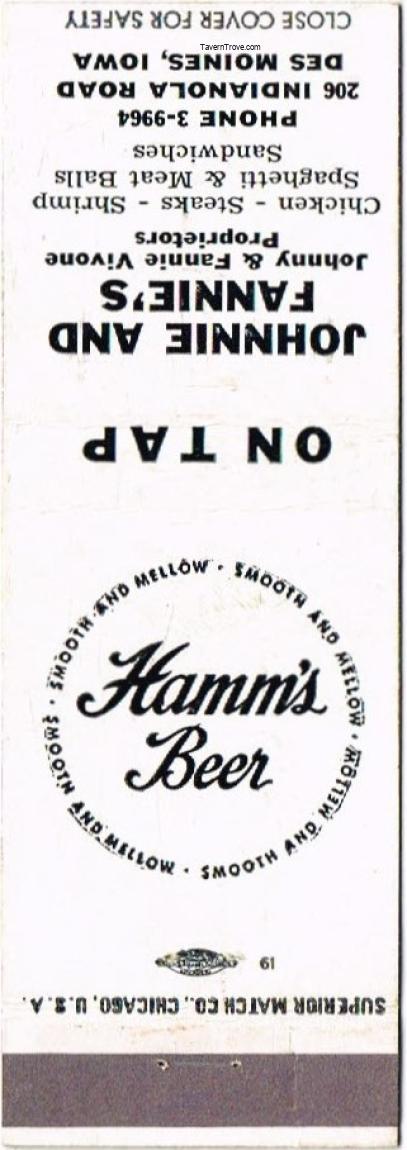 TavernTrove.com
ON TAP
JOHNNIE AND
FANNIE'S
Johnny & Fannie Vivone
Proprietors
Chicken - Steaks - Shrimp
Spaghetti & Meat Balls
Sandwiches
PHONE 3-9964
206 INDIANOLA ROAD
DES MOINES, IOWA
CLOSE COVER FOR SAFETY
SMOOTH AND MELLOW · SMOOTH AND MELLOW · SMOOTH AND MELLOW · SMOOTH AND MELLOW ·
Hamm's
Beer
61
SUPERIOR MATCH CO., CHICAGO, U.S.A.